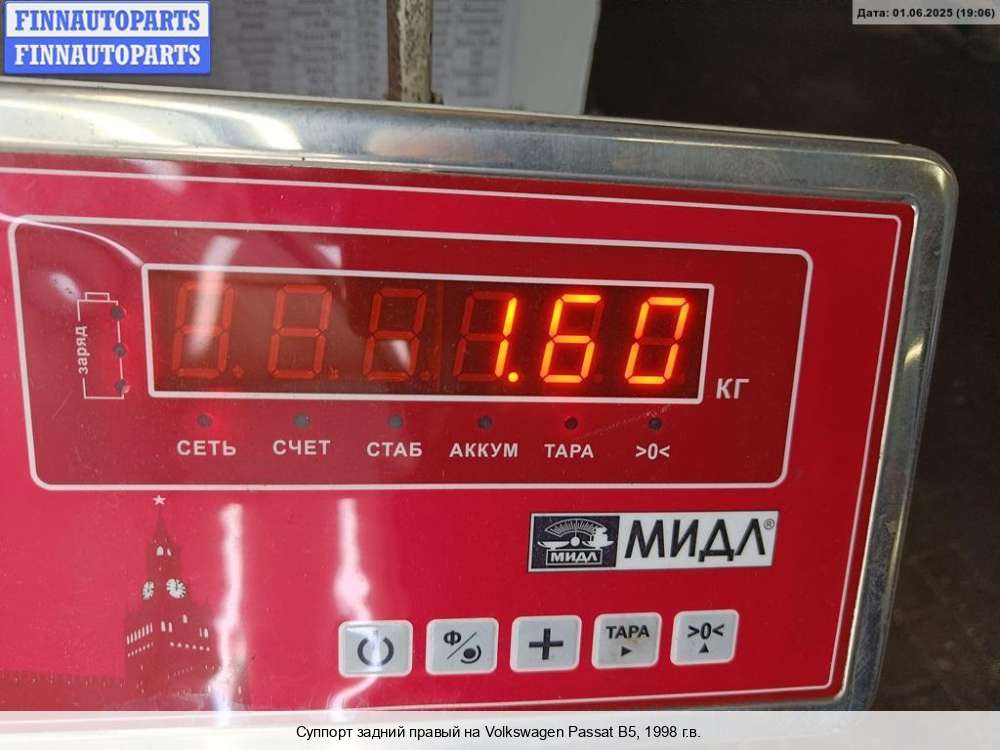 FINNAUTOPARTS
FINNAUTOPARTS
Дата: 01.06.2025 (19:06)
заряд
1.60
КГ
СЕТЬ СЧЕТ СТАБ АККУМ ТАРА >0<
МИДЛ МИДЛ®
Ф ТАРА >0<
Суппорт задний правый на Volkswagen Passat B5, 1998 г.в.